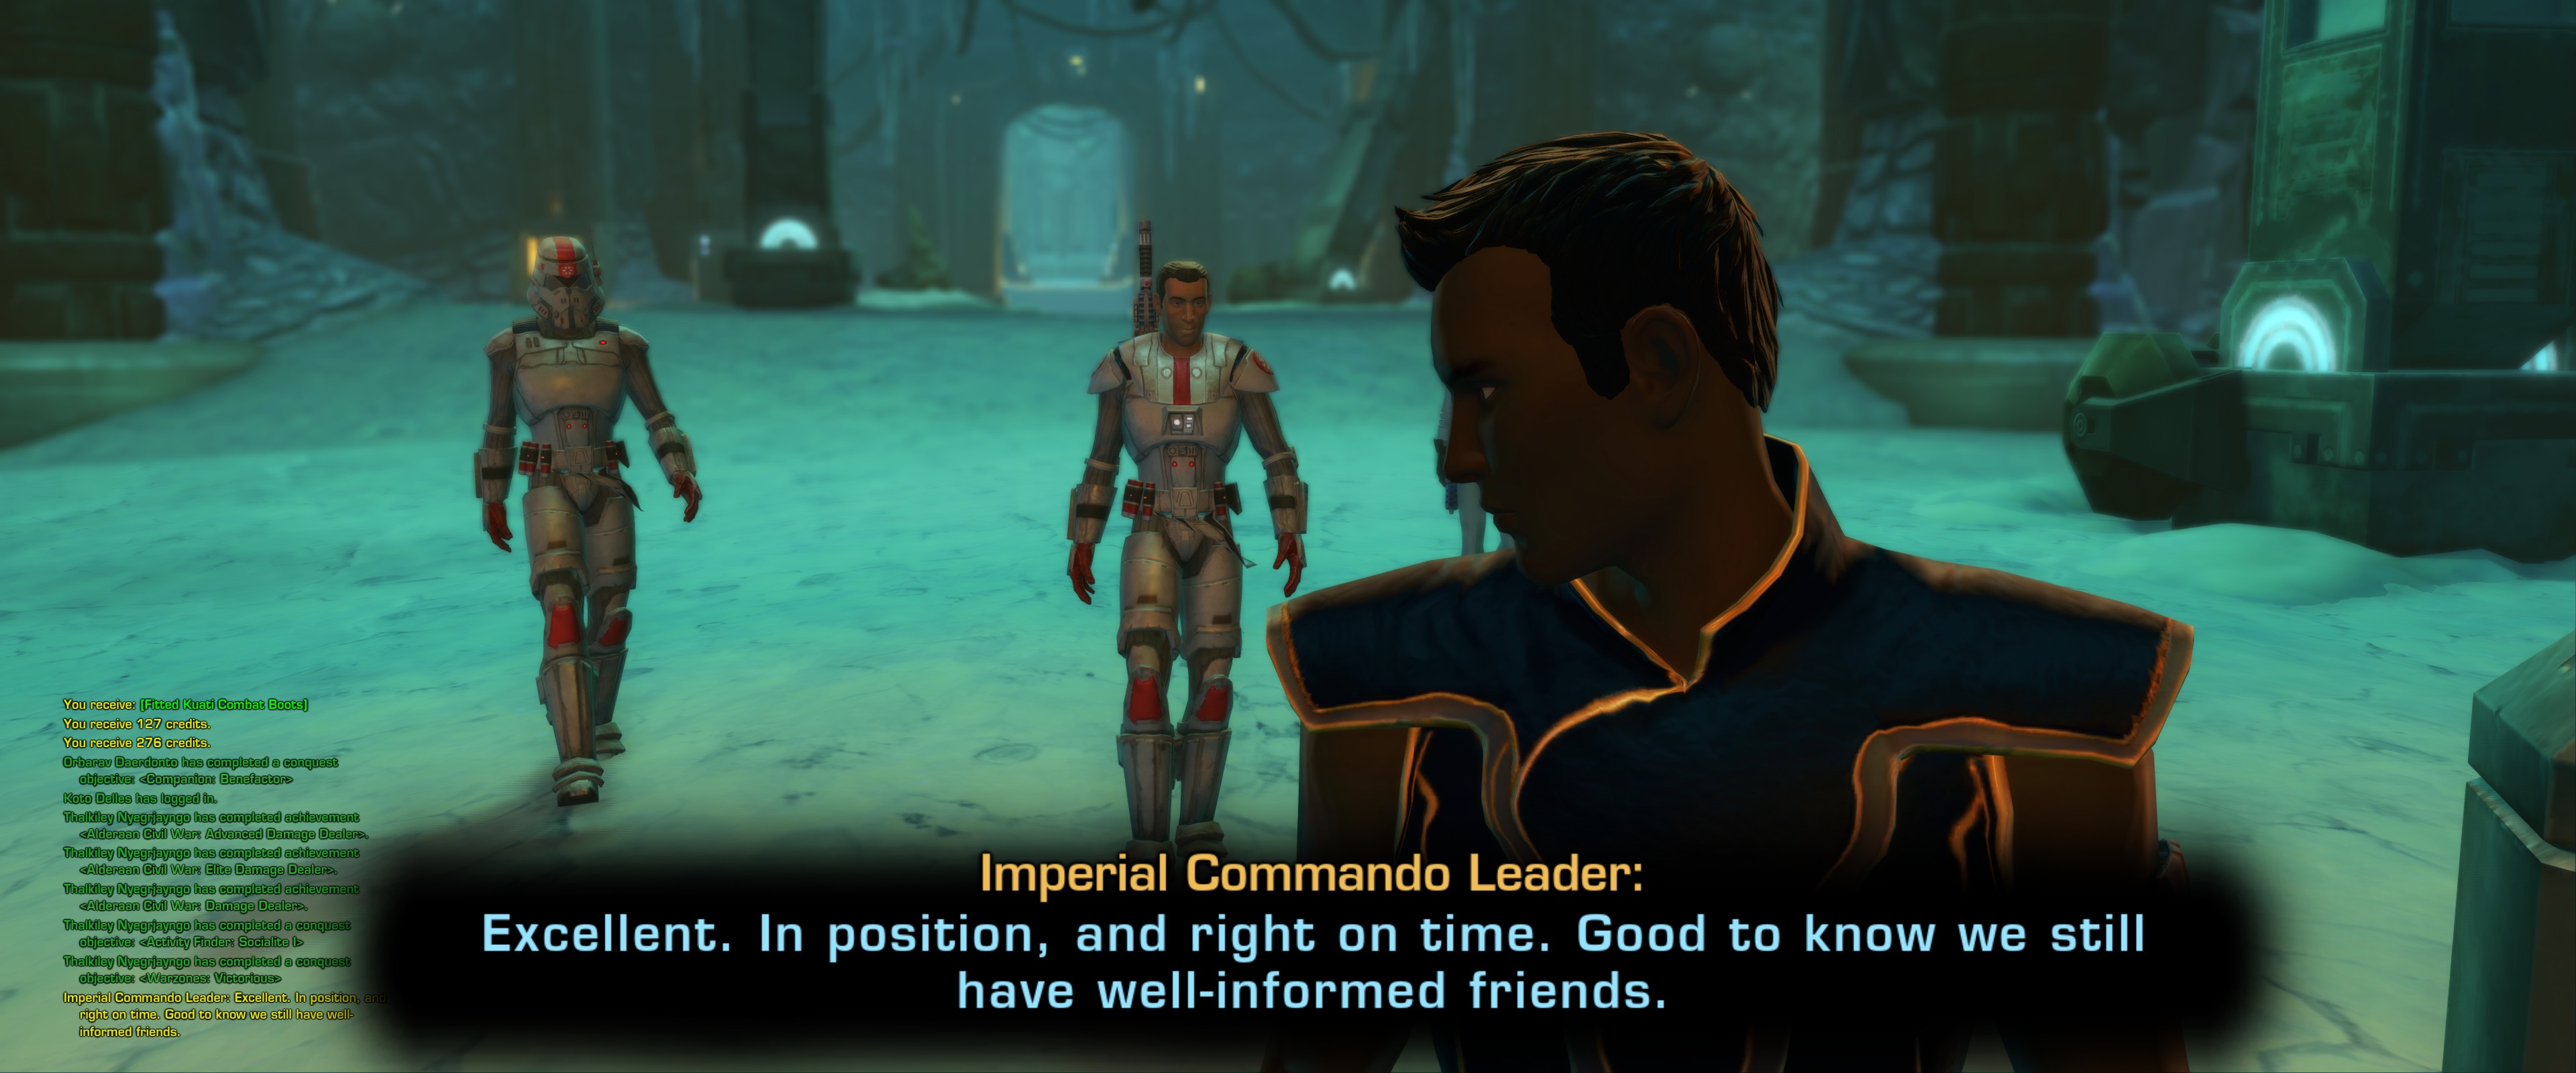 You receive: [Fitted Kuati Combat Boots]
You receive 127 credits.
You receive 276 credits.
Orbarav Daerdonto has completed a conquest
objective: <Companion: Benefactor>
Koto Delles has logged in.
Thalkiley Nyegrjayngo has completed achievement
<Alderaan Civil War: Advanced Damage Dealer>.
Thalkiley Nyegrjayngo has completed achievement
<Alderaan Civil War: Elite Damage Dealer>.
Thalkiley Nyegrjayngo has completed achievement
<Alderaan Civil War: Damage Dealer>.
Thalkiley Nyegrjayngo has completed a conquest
objective: <Activity Finder: Socialite I>
Thalkiley Nyegrjayngo has completed a conquest
objective: <Warzones: Victorious>
Imperial Commando Leader: Excellent. In position, and
right on time. Good to know we still have well-
informed friends.
Imperial Commando Leader:
Excellent. In position, and right on time. Good to know we still
have well-informed friends.